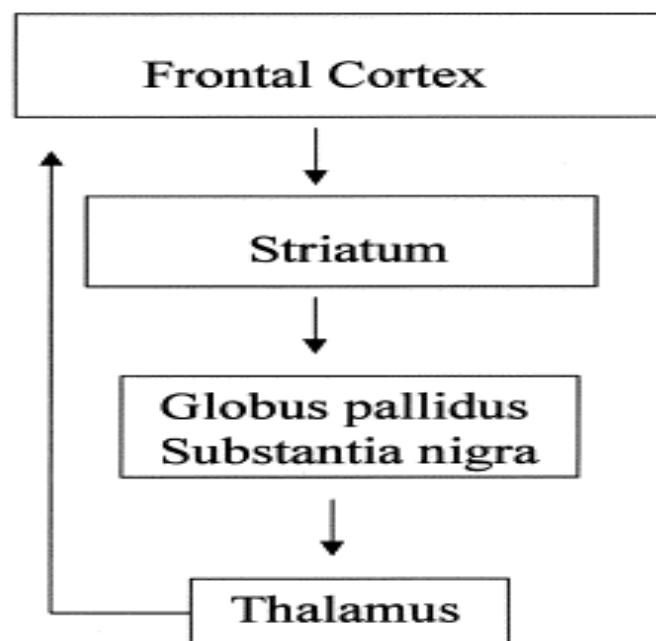 Frontal Cortex
Striatum
Globus pallidus
Substantia nigra
Thalamus